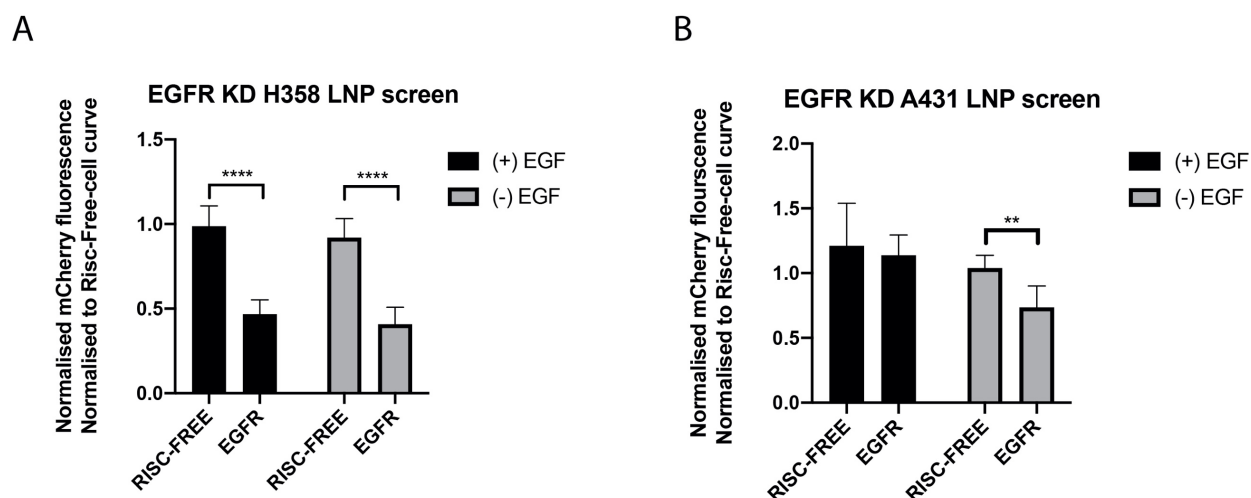 A
EGFR KD H358 LNP screen
Normalised mCherry fluorescence
Normalised to Risc-Free-cell curve
1.5
1.0
0.5
0.0
****
****
(+) EGF
(-) EGF
RISC-FREE
EGFR
RISC-FREE
EGFR
B
EGFR KD A431 LNP screen
Normalised mCherry flourscence
Normalised to Risc-Free-cell curve
2.0
1.5
1.0
0.5
0.0
**
(+) EGF
(-) EGF
RISC-FREE
EGFR
RISC-FREE
EGFR